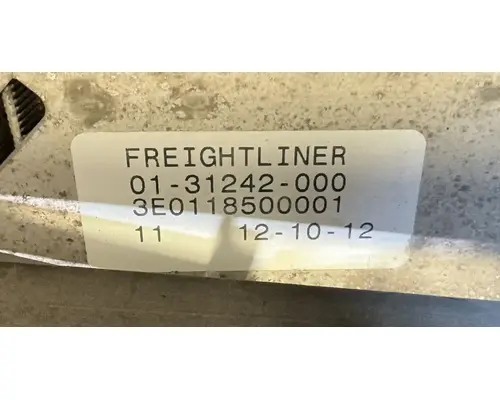 FREIGHTLINER
01-31242-000
3E0118500001
11 12-10-12